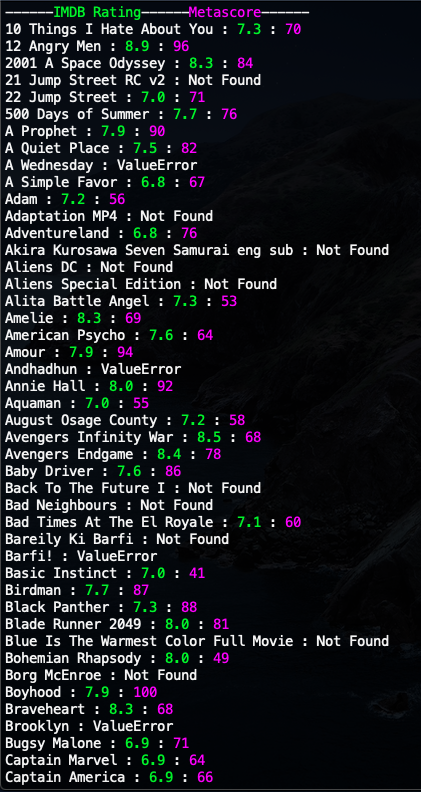 ------IMDB Rating------Metascore------
10 Things I Hate About You : 7.3 : 70
12 Angry Men : 8.9 : 96
2001 A Space Odyssey : 8.3 : 84
21 Jump Street RC v2 : Not Found
22 Jump Street : 7.0 : 71
500 Days of Summer : 7.7 : 76
A Prophet : 7.9 : 90
A Quiet Place : 7.5 : 82
A Wednesday : ValueError
A Simple Favor : 6.8 : 67
Adam : 7.2 : 56
Adaptation MP4 : Not Found
Adventureland : 6.8 : 76
Akira Kurosawa Seven Samurai eng sub : Not Found
Aliens DC : Not Found
Aliens Special Edition : Not Found
Alita Battle Angel : 7.3 : 53
Amelie : 8.3 : 69
American Psycho : 7.6 : 64
Amour : 7.9 : 94
Andhadhun : ValueError
Annie Hall : 8.0 : 92
Aquaman : 7.0 : 55
August Osage County : 7.2 : 58
Avengers Infinity War : 8.5 : 68
Avengers Endgame : 8.4 : 78
Baby Driver : 7.6 : 86
Back To The Future I : Not Found
Bad Neighbours : Not Found
Bad Times At The El Royale : 7.1 : 60
Bareily Ki Barfi : Not Found
Barfi! : ValueError
Basic Instinct : 7.0 : 41
Birdman : 7.7 : 87
Black Panther : 7.3 : 88
Blade Runner 2049 : 8.0 : 81
Blue Is The Warmest Color Full Movie : Not Found
Bohemian Rhapsody : 8.0 : 49
Borg McEnroe : Not Found
Boyhood : 7.9 : 100
Braveheart : 8.3 : 68
Brooklyn : ValueError
Bugsy Malone : 6.9 : 71
Captain Marvel : 6.9 : 64
Captain America : 6.9 : 66